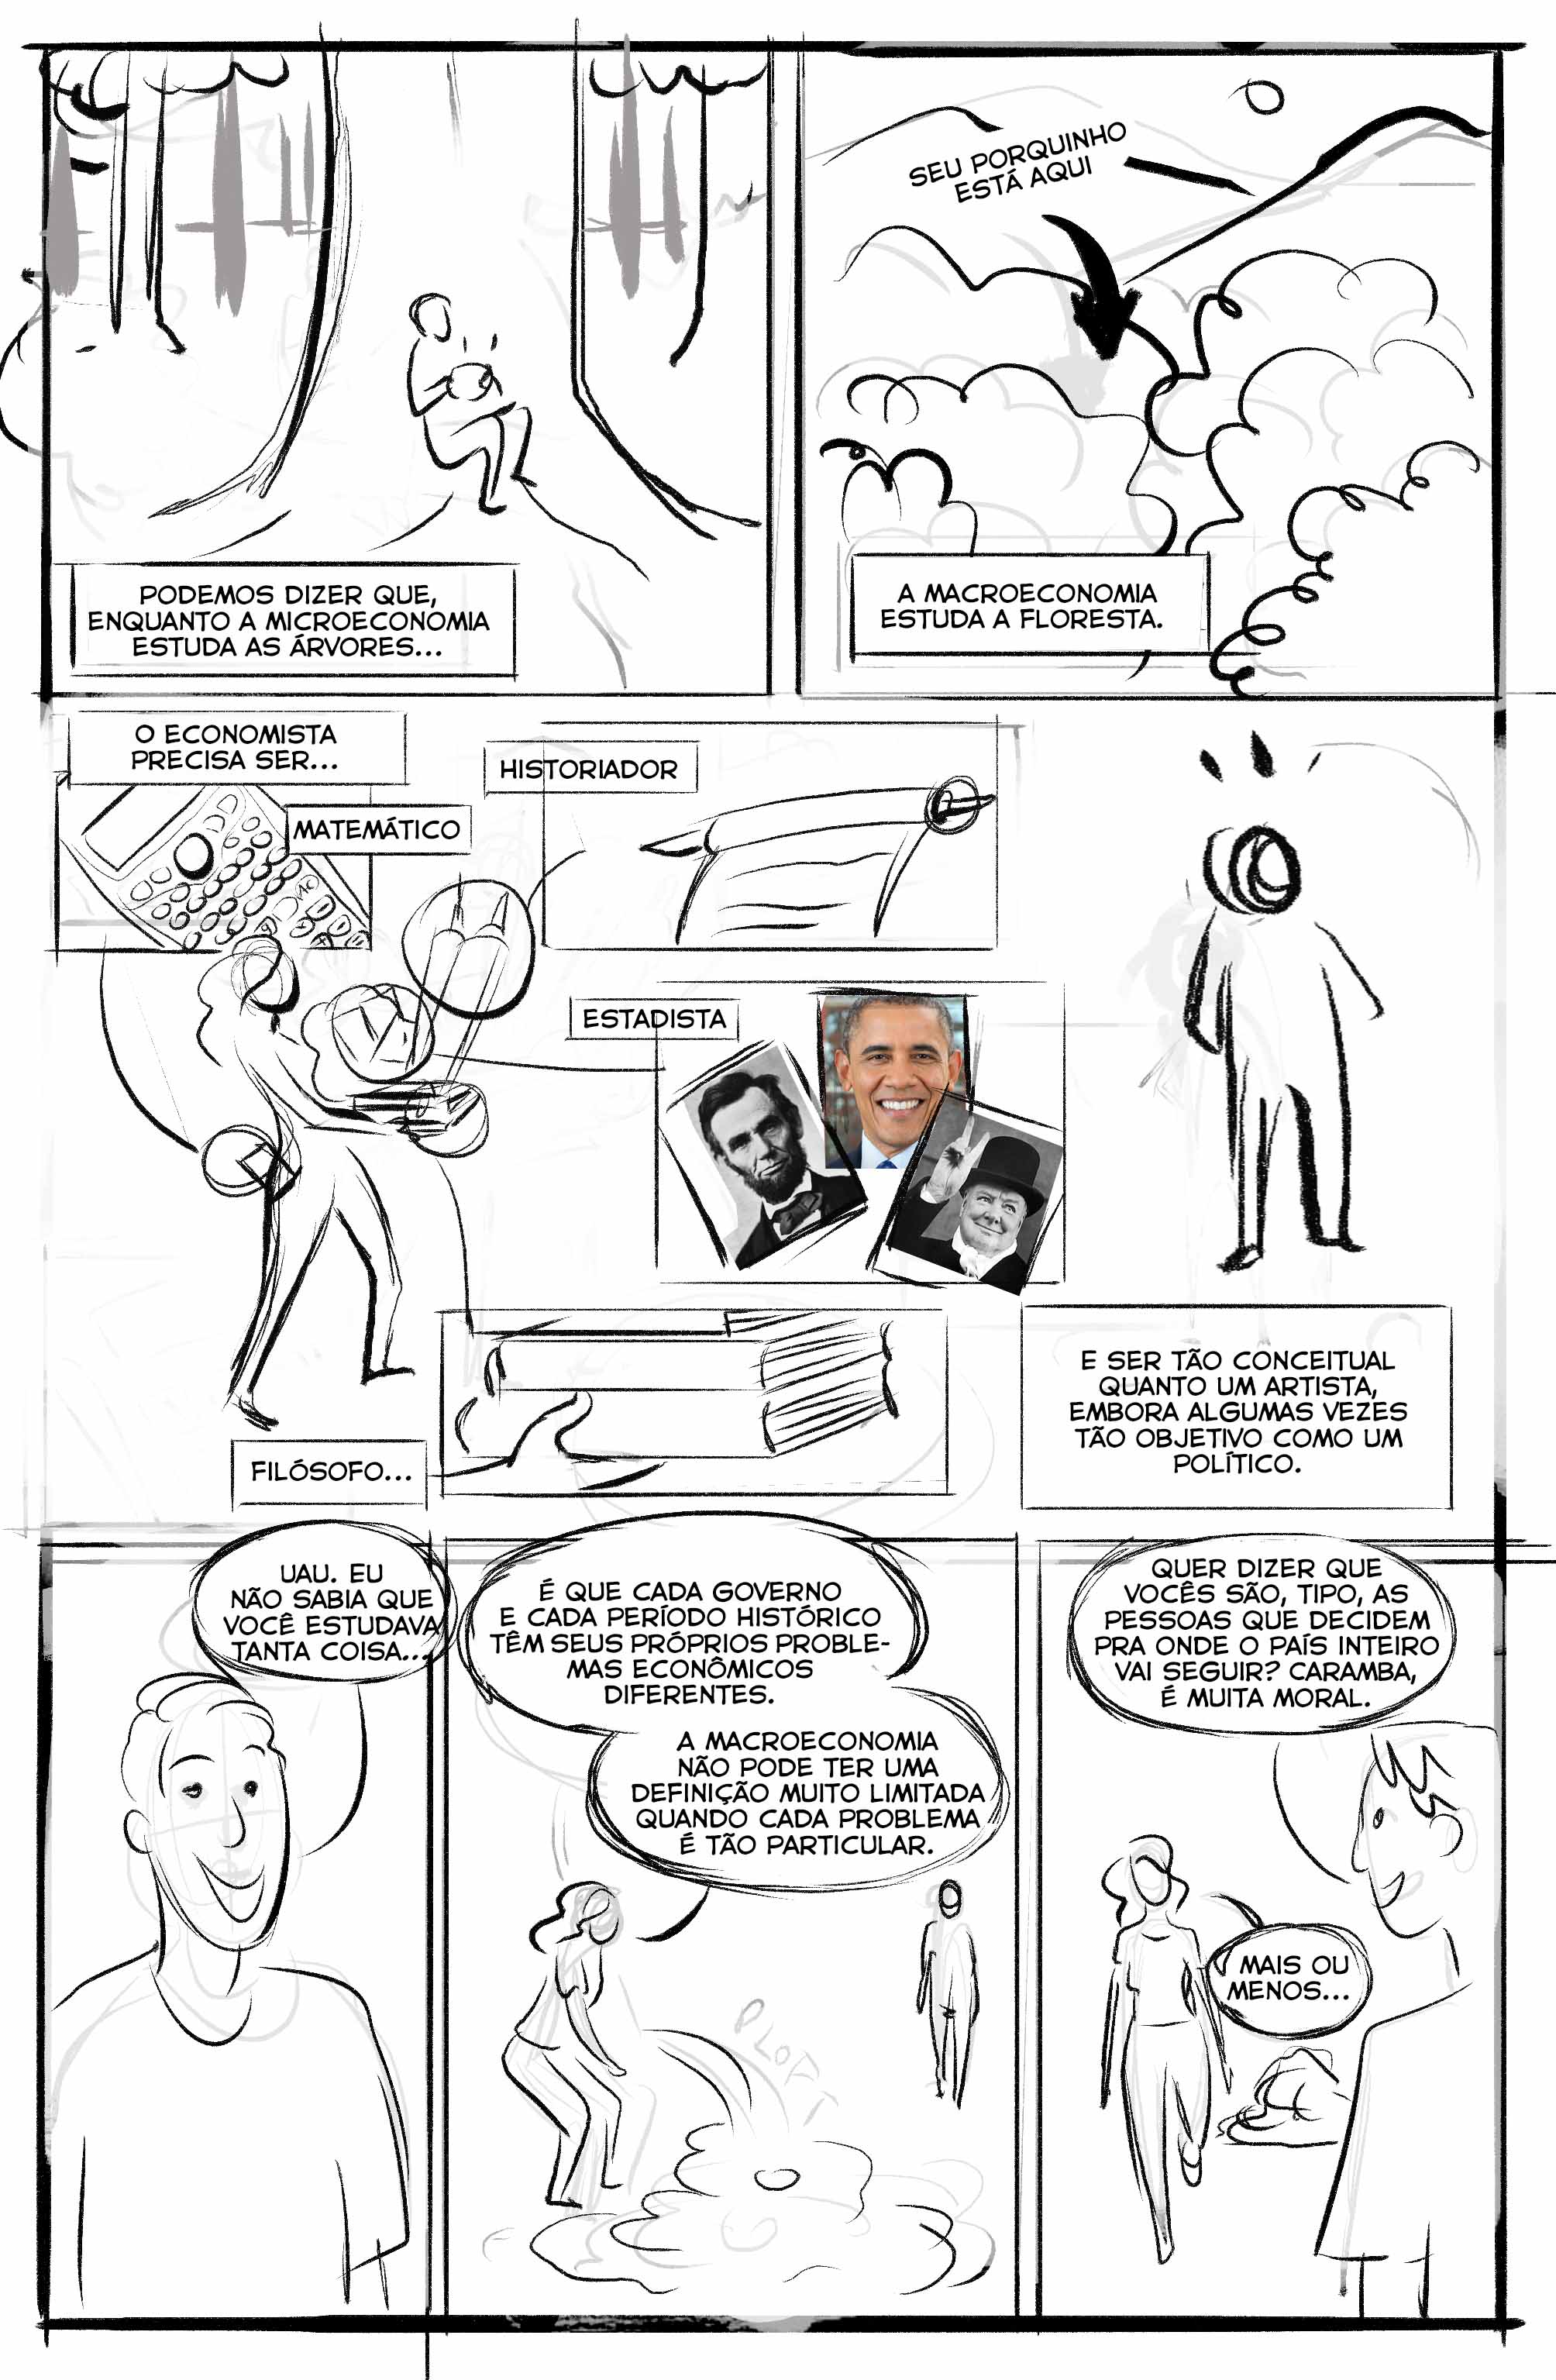 SEU PORQUINHO
ESTÁ AQUI
PODEMOS DIZER QUE,
ENQUANTO A MICROECONOMIA
ESTUDA AS ÁRVORES...
A MACROECONOMIA
ESTUDA A FLORESTA.
O ECONOMISTA
PRECISA SER...
MATEMÁTICO
HISTORIADOR
ESTADISTA
FILÓSOFO...
E SER TÃO CONCEITUAL
QUANTO UM ARTISTA,
EMBORA ALGUMAS VEZES
TÃO OBJETIVO COMO UM
POLÍTICO.
UAU. EU
NÃO SABIA QUE
VOCÊ ESTUDAVA
TANTA COISA...
É QUE CADA GOVERNO
E CADA PERÍODO HISTÓRICO
TÊM SEUS PRÓPRIOS PROBLE-
MAS ECONÔMICOS
DIFERENTES.
A MACROECONOMIA
NÃO PODE TER UMA
DEFINIÇÃO MUITO LIMITADA
QUANDO CADA PROBLEMA
É TÃO PARTICULAR.
PLOFT
QUER DIZER QUE
VOCÊS SÃO, TIPO, AS
PESSOAS QUE DECIDEM
PRA ONDE O PAÍS INTEIRO
VAI SEGUIR? CARAMBA,
É MUITA MORAL.
MAIS OU
MENOS...